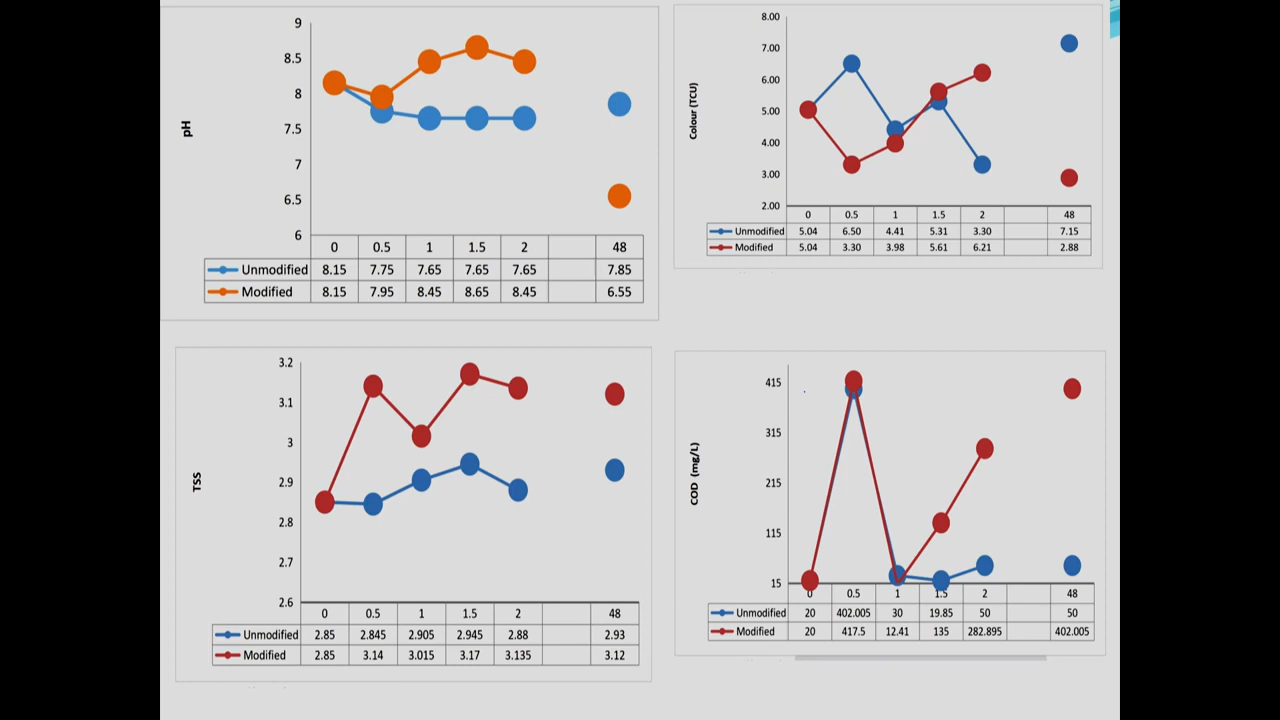 9
8.5
8
7.5
7
6.5
6
pH
0 0.5 1 1.5 2 48
Unmodified 8.15 7.75 7.65 7.65 7.65 7.85
Modified 8.15 7.95 8.45 8.65 8.45 6.55
8.00
7.00
6.00
5.00
4.00
3.00
2.00
Colour (TCU)
0 0.5 1 1.5 2 48
Unmodified 5.04 6.50 4.41 5.31 3.30 7.15
Modified 5.04 3.30 3.98 5.61 6.21 2.88
3.2
3.1
3
2.9
2.8
2.7
2.6
TSS
0 0.5 1 1.5 2 48
Unmodified 2.85 2.845 2.905 2.945 2.88 2.93
Modified 2.85 3.14 3.015 3.17 3.135 3.12
415
315
215
115
15
COD (mg/L)
0 0.5 1 1.5 2 48
Unmodified 20 402.005 30 19.85 50 50
Modified 20 417.5 12.41 135 282.895 402.005